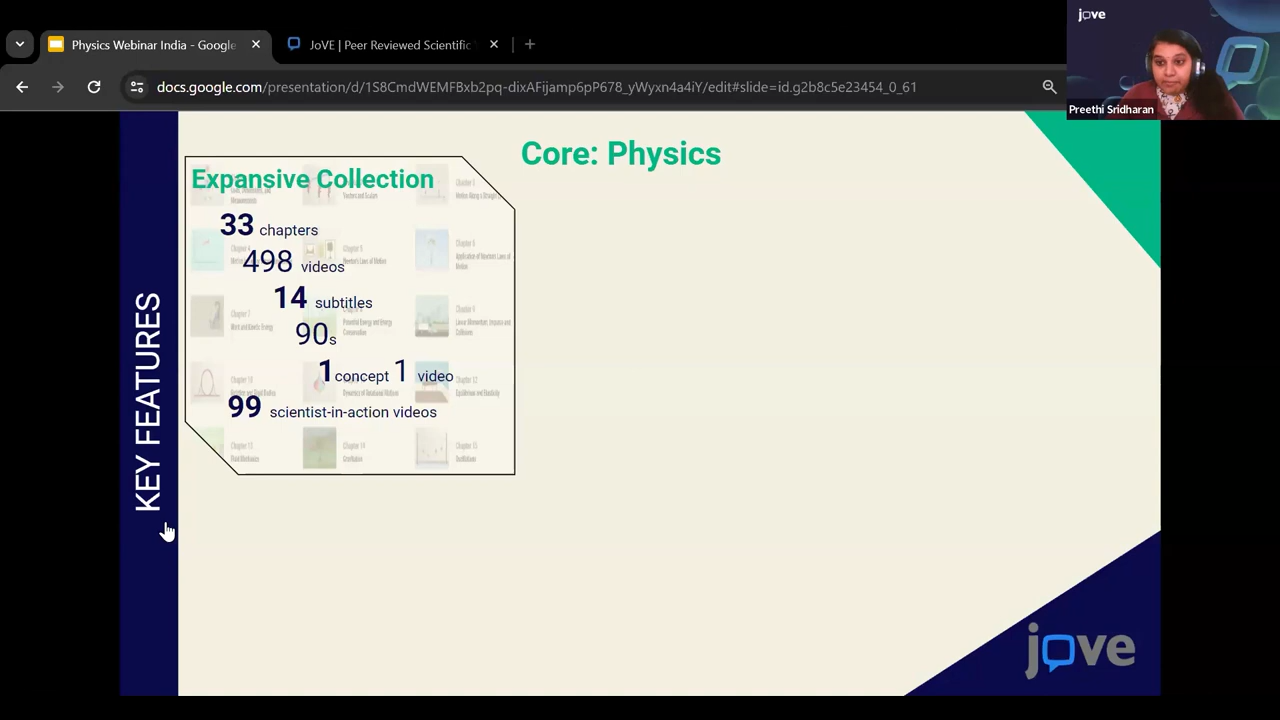 Physics Webinar India - Google
JoVE | Peer Reviewed Scientific
docs.google.com/presentation/d/1S8CmdWEMFBxb2pq-dixAFijamp6pP678_yWyxn4a4iY/edit#slide=id.g2b8c5e23454_0_61
jove
Preethi Sridharan
Core: Physics
KEY FEATURES
Expansive Collection
33 chapters
498 videos
14 subtitles
90s
1 concept 1 video
99 scientist-in-action videos
jove